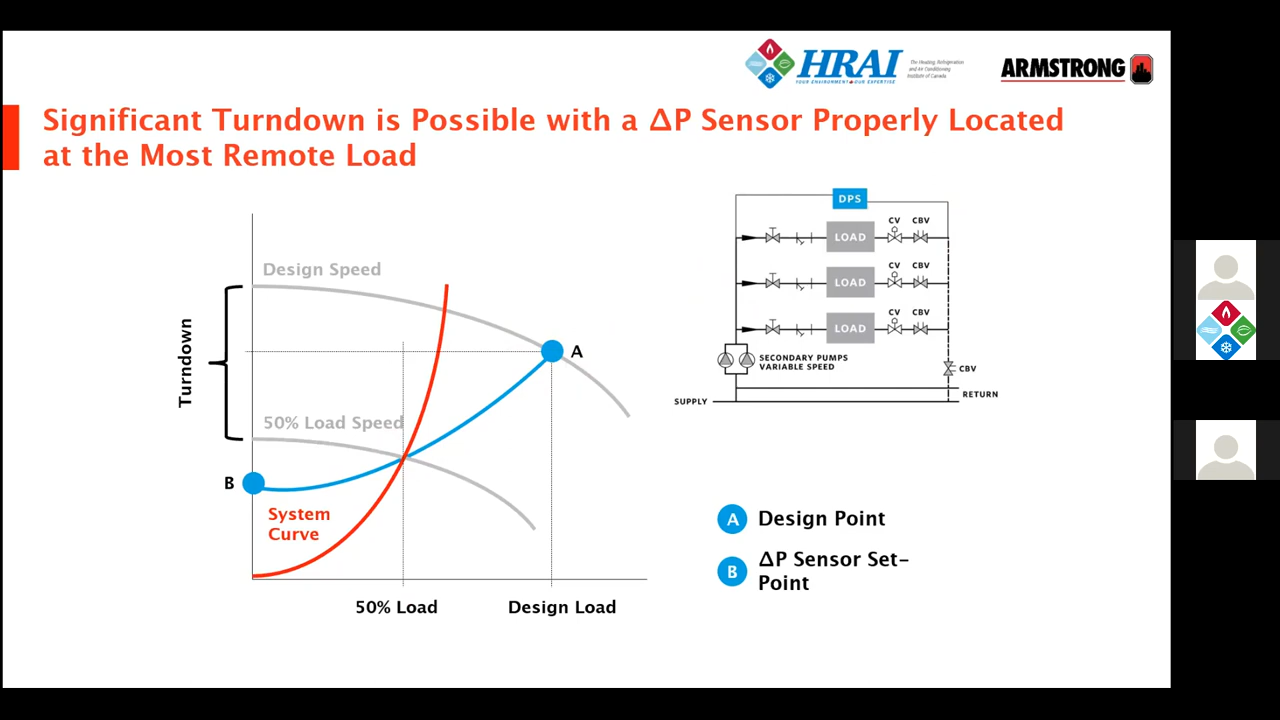 HRAI
The Heating, Refrigeration
and Air Conditioning
Institute of Canada
YOUR ENVIRONMENT • OUR EXPERTISE
ARMSTRONG
Significant Turndown is Possible with a ΔP Sensor Properly Located
at the Most Remote Load
Turndown
Design Speed
A
50% Load Speed
B
System
Curve
50% Load
Design Load
DPS
LOAD
CV
CBV
LOAD
CV
CBV
LOAD
CV
CBV
SECONDARY PUMPS
VARIABLE SPEED
CBV
RETURN
SUPPLY
A Design Point
B ΔP Sensor Set-
Point